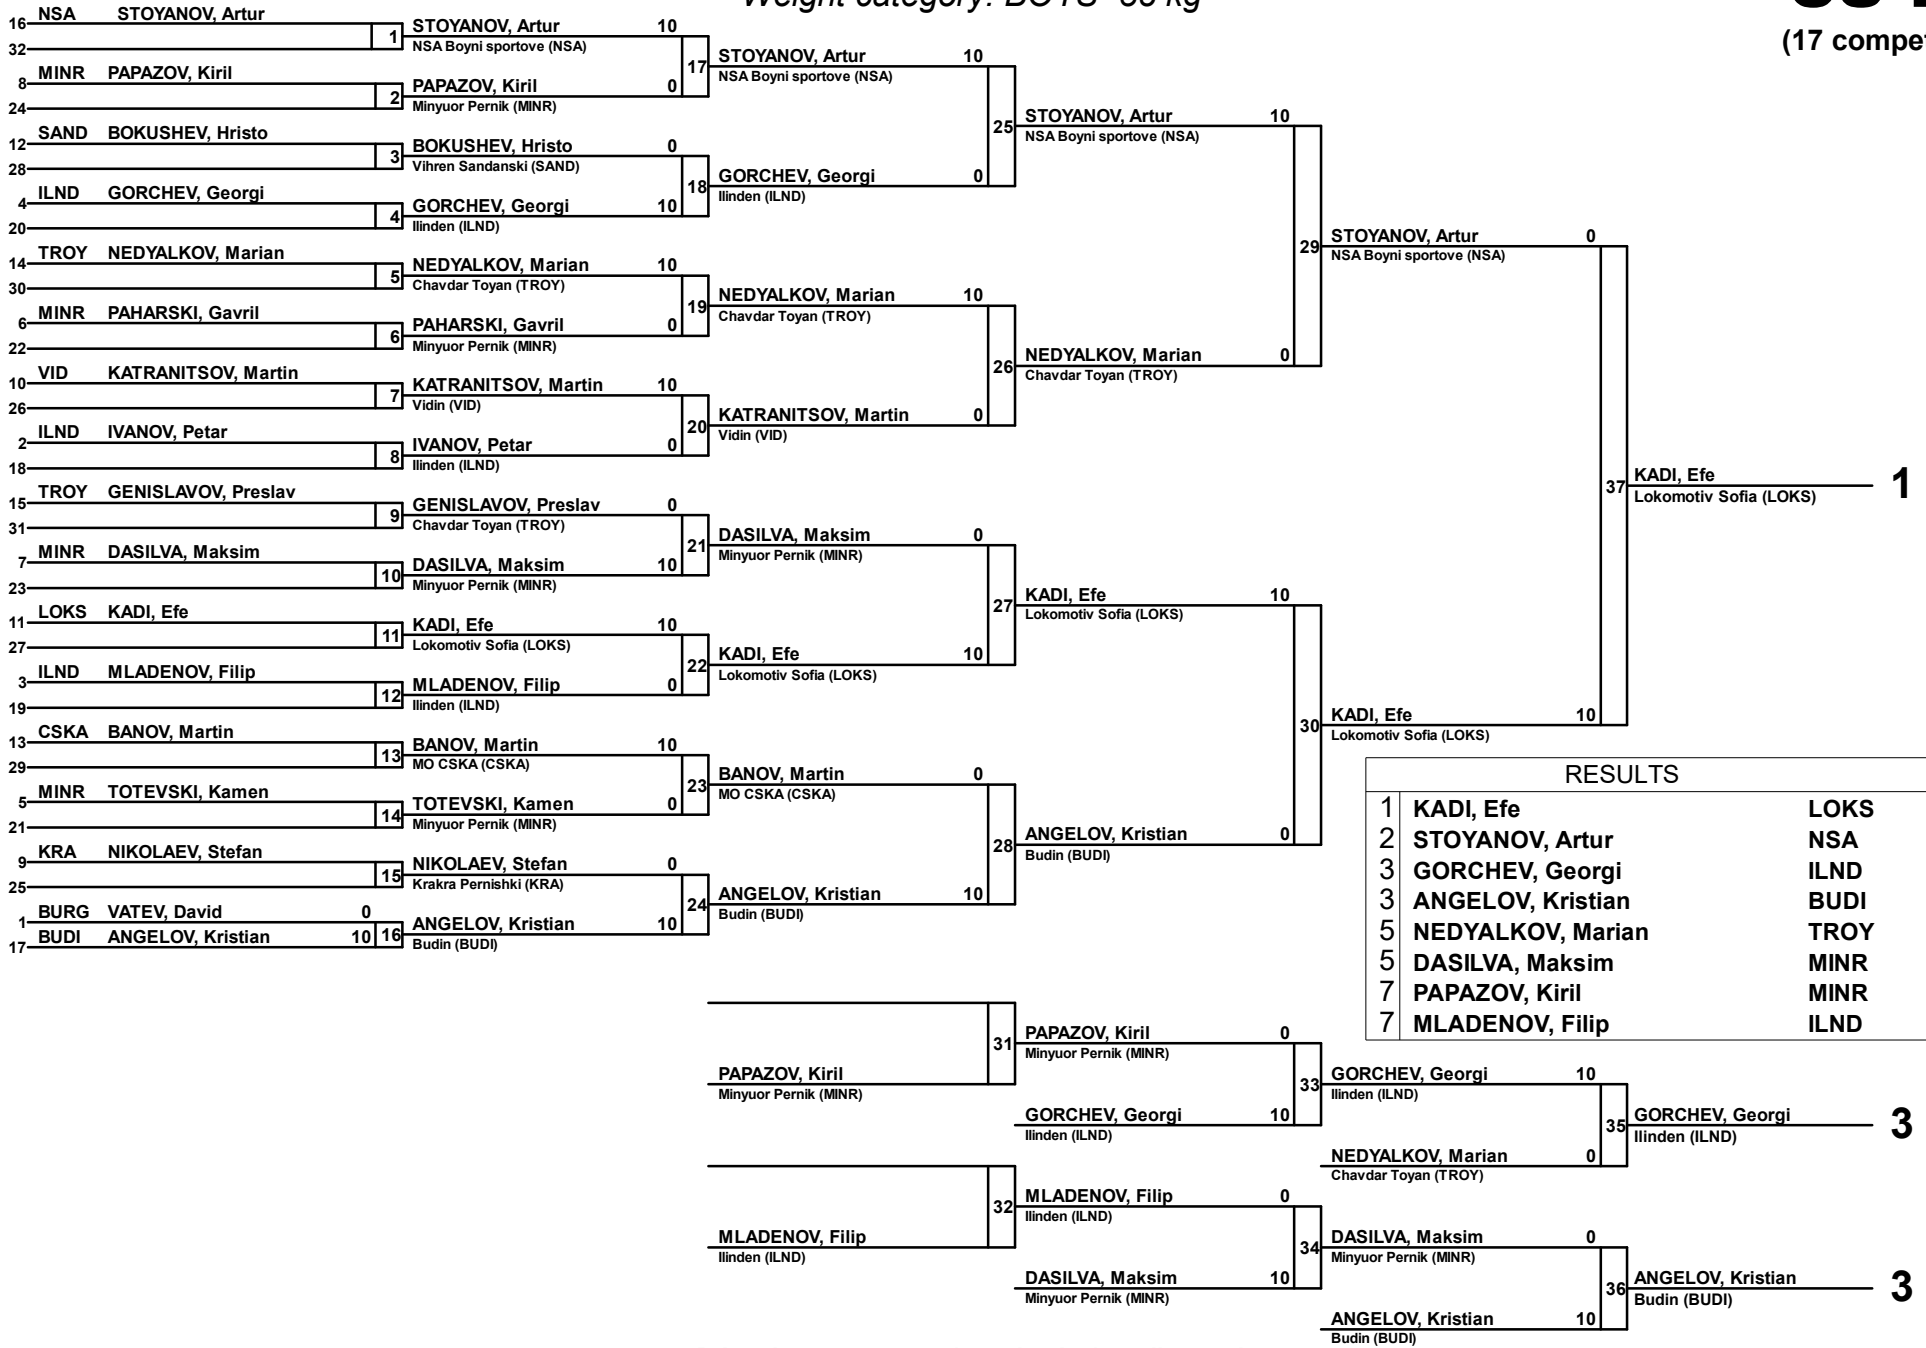 (17 compet
16 NSA STOYANOV, Artur
32
8 MINR PAPAZOV, Kiril
24
12 SAND BOKUSHEV, Hristo
28
4 ILND GORCHEV, Georgi
20
14 TROY NEDYALKOV, Marian
30
6 MINR PAHARSKI, Gavril
22
10 VID KATRANITSOV, Martin
26
2 ILND IVANOV, Petar
18
15 TROY GENISLAVOV, Preslav
31
7 MINR DASILVA, Maksim
23
11 LOKS KADI, Efe
27
3 ILND MLADENOV, Filip
19
13 CSKA BANOV, Martin
29
5 MINR TOTEVSKI, Kamen
21
9 KRA NIKOLAEV, Stefan
25
1 BURG VATEV, David 0
17 BUDI ANGELOV, Kristian 10
1 STOYANOV, Artur 10
NSA Boyni sportove (NSA)
2 PAPAZOV, Kiril 0
Minyuor Pernik (MINR)
3 BOKUSHEV, Hristo 0
Vihren Sandanski (SAND)
4 GORCHEV, Georgi 10
Ilinden (ILND)
5 NEDYALKOV, Marian 10
Chavdar Toyan (TROY)
6 PAHARSKI, Gavril 0
Minyuor Pernik (MINR)
7 KATRANITSOV, Martin 10
Vidin (VID)
8 IVANOV, Petar 0
Ilinden (ILND)
9 GENISLAVOV, Preslav 0
Chavdar Toyan (TROY)
10 DASILVA, Maksim 10
Minyuor Pernik (MINR)
11 KADI, Efe 10
Lokomotiv Sofia (LOKS)
12 MLADENOV, Filip 0
Ilinden (ILND)
13 BANOV, Martin 10
MO CSKA (CSKA)
14 TOTEVSKI, Kamen 0
Minyuor Pernik (MINR)
15 NIKOLAEV, Stefan 0
Krakra Pernishki (KRA)
16 ANGELOV, Kristian 10
Budin (BUDI)
17 STOYANOV, Artur 10
NSA Boyni sportove (NSA)
18 GORCHEV, Georgi 0
Ilinden (ILND)
19 NEDYALKOV, Marian 10
Chavdar Toyan (TROY)
20 KATRANITSOV, Martin 0
Vidin (VID)
21 DASILVA, Maksim 0
Minyuor Pernik (MINR)
22 KADI, Efe 10
Lokomotiv Sofia (LOKS)
23 BANOV, Martin 0
MO CSKA (CSKA)
24 ANGELOV, Kristian 10
Budin (BUDI)
25 STOYANOV, Artur 10
NSA Boyni sportove (NSA)
26 NEDYALKOV, Marian 0
Chavdar Toyan (TROY)
27 KADI, Efe 10
Lokomotiv Sofia (LOKS)
28 ANGELOV, Kristian 0
Budin (BUDI)
29 STOYANOV, Artur 0
NSA Boyni sportove (NSA)
30 KADI, Efe 10
Lokomotiv Sofia (LOKS)
37 KADI, Efe 1
Lokomotiv Sofia (LOKS)
RESULTS
1 KADI, Efe LOKS
2 STOYANOV, Artur NSA
3 GORCHEV, Georgi ILND
3 ANGELOV, Kristian BUDI
5 NEDYALKOV, Marian TROY
5 DASILVA, Maksim MINR
7 PAPAZOV, Kiril MINR
7 MLADENOV, Filip ILND
PAPAZOV, Kiril
Minyuor Pernik (MINR)
31 PAPAZOV, Kiril 0
Minyuor Pernik (MINR)
GORCHEV, Georgi 10
Ilinden (ILND)
33 GORCHEV, Georgi 10
Ilinden (ILND)
NEDYALKOV, Marian 0
Chavdar Toyan (TROY)
35 GORCHEV, Georgi 3
Ilinden (ILND)
MLADENOV, Filip
Ilinden (ILND)
32 MLADENOV, Filip 0
Ilinden (ILND)
DASILVA, Maksim 10
Minyuor Pernik (MINR)
34 DASILVA, Maksim 0
Minyuor Pernik (MINR)
ANGELOV, Kristian 10
Budin (BUDI)
36 ANGELOV, Kristian 3
Budin (BUDI)